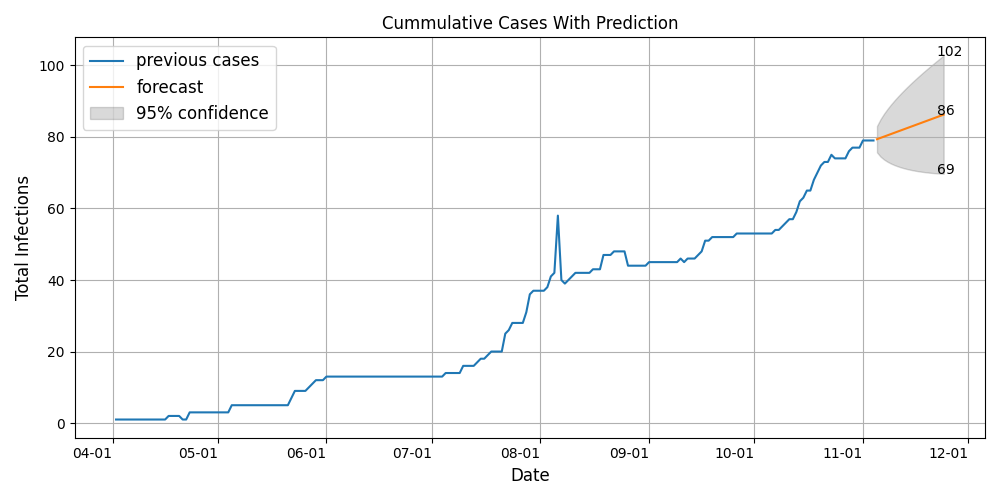 Cummulative Cases With Prediction
previous cases
forecast
95% confidence
102
86
69
100
80
60
40
20
0
Total Infections
04-01 05-01 06-01 07-01 08-01 09-01 10-01 11-01 12-01
Date